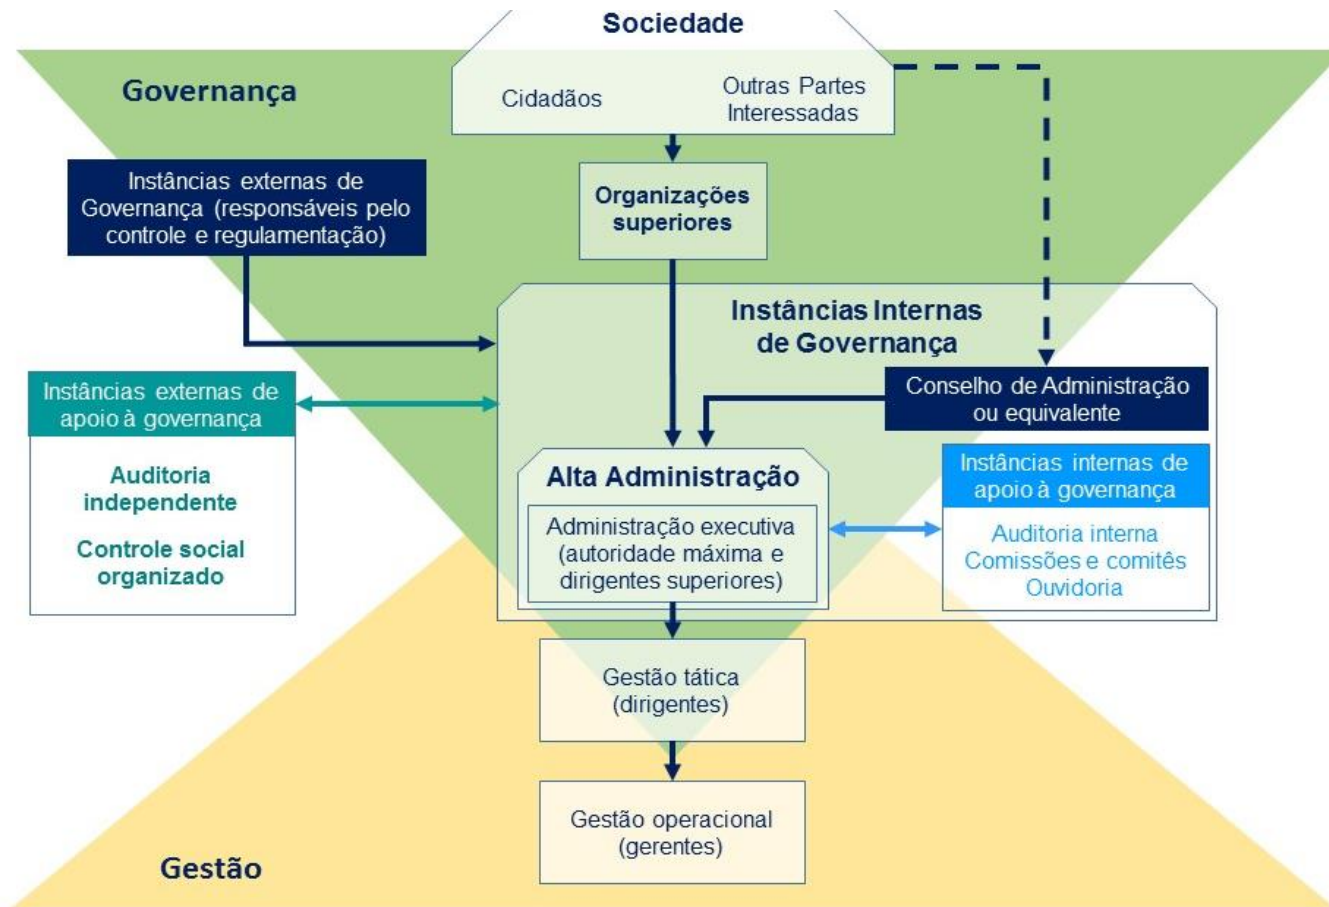 Sociedade
Governança
Cidadãos
Outras Partes
Interessadas
Instâncias externas de
Governança (responsáveis pelo
controle e regulamentação)
Organizações
superiores
Instâncias Internas
de Governança
Instâncias externas de
apoio à governança
Auditoria
independente
Controle social
organizado
Conselho de Administração
ou equivalente
Alta Administração
Administração executiva
(autoridade máxima e
dirigentes superiores)
Instâncias internas de
apoio à governança
Auditoria interna
Comissões e comitês
Ouvidoria
Gestão tática
(dirigentes)
Gestão operacional
(gerentes)
Gestão